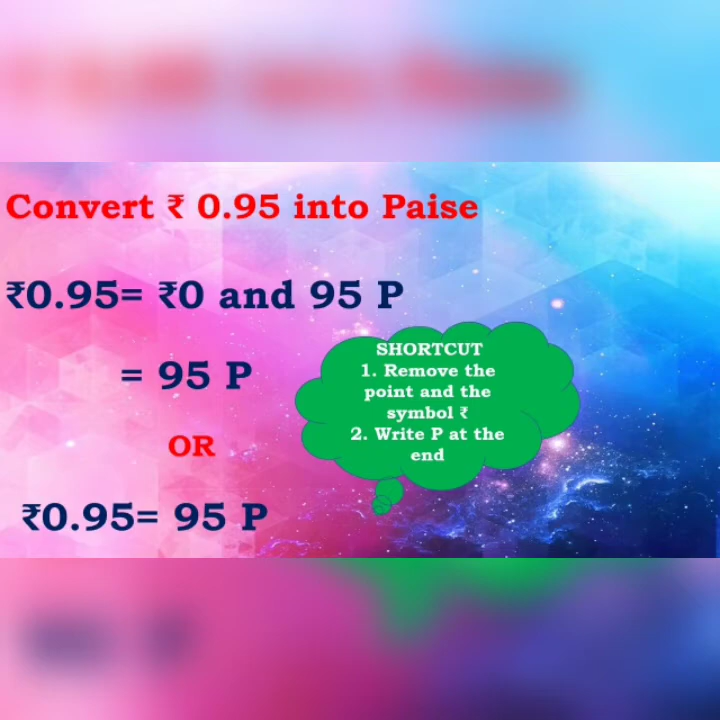 Convert ₹ 0.95 into Paise
₹0.95= ₹0 and 95 P
= 95 P
OR
₹0.95= 95 P
SHORTCUT
1. Remove the
point and the
symbol ₹
2. Write P at the
end